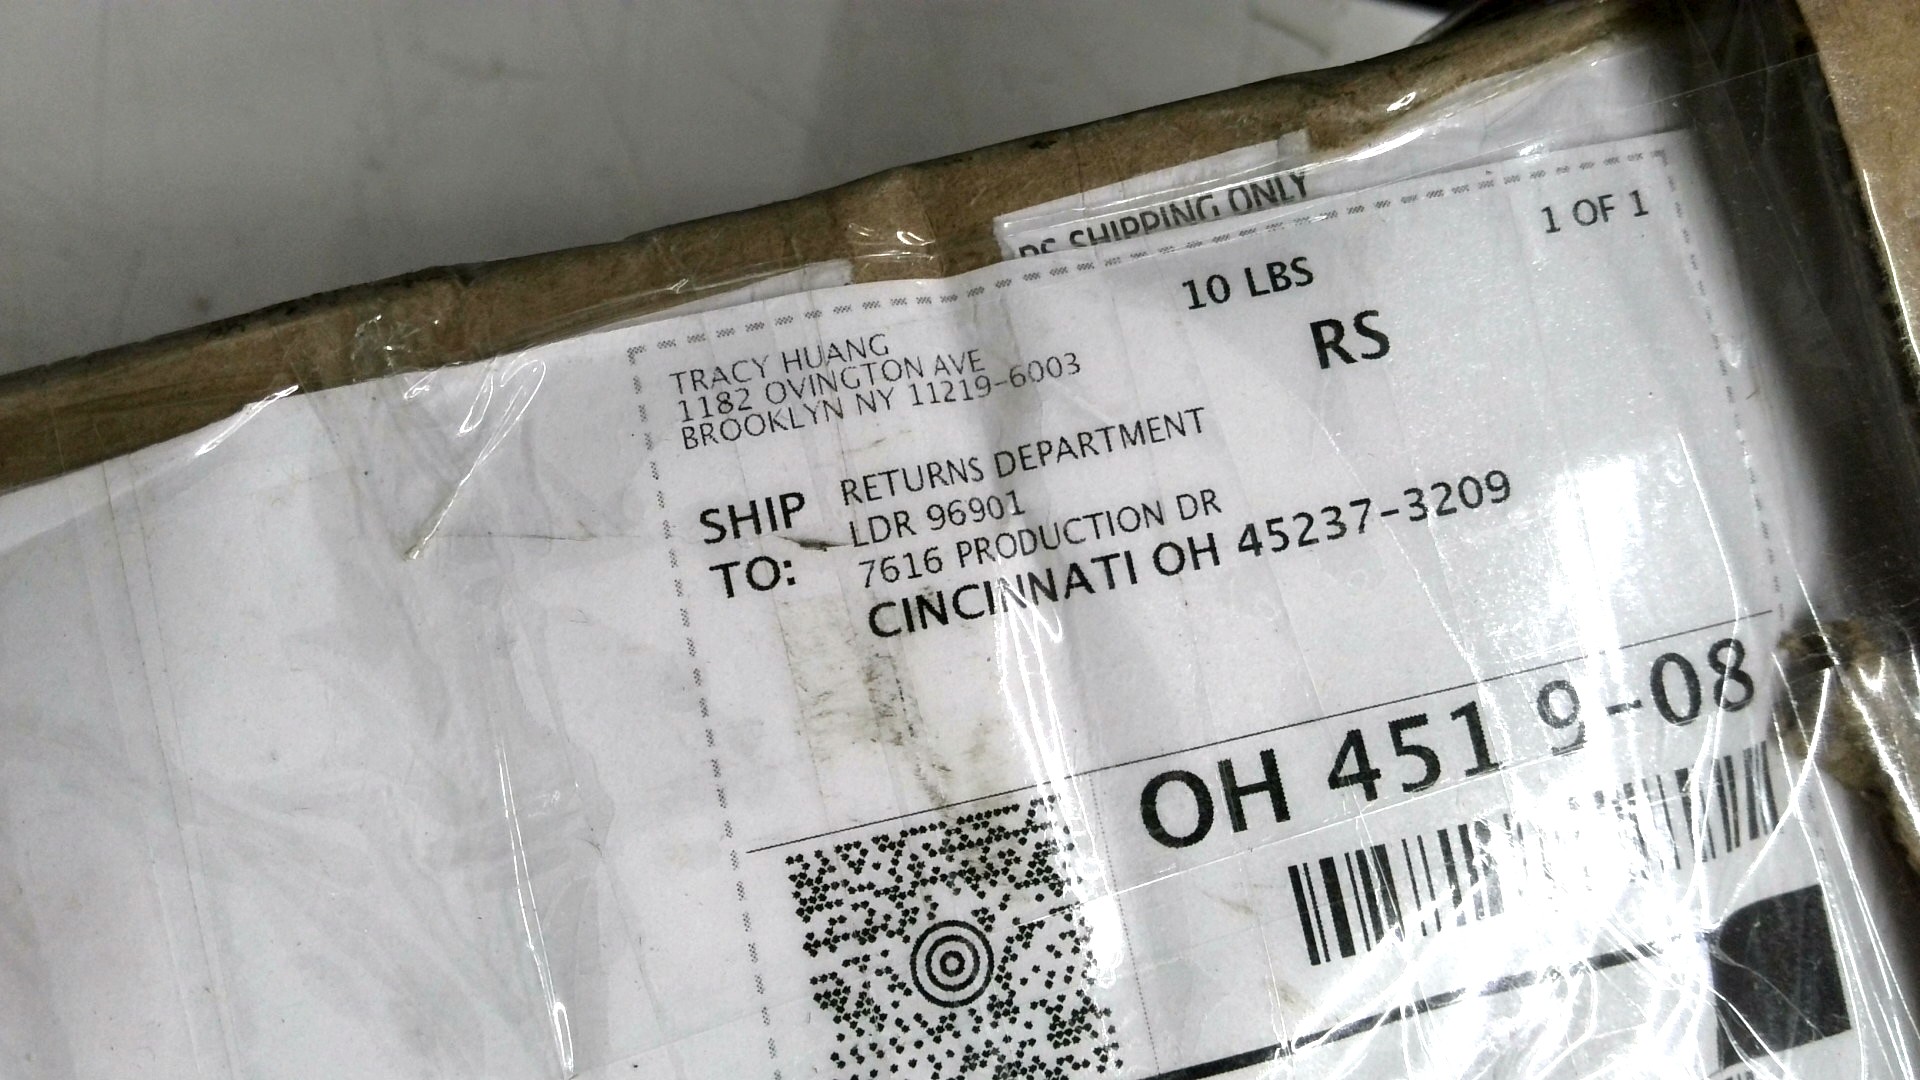 SHIPPING ONLY
1 OF 1
10 LBS
RS
TRACY HUANG
1182 OVINGTON AVE
BROOKLYN NY 11219-6003
SHIP TO:
RETURNS DEPARTMENT
LDR 96901
7616 PRODUCTION DR
CINCINNATI OH 45237-3209
OH 451 9-08